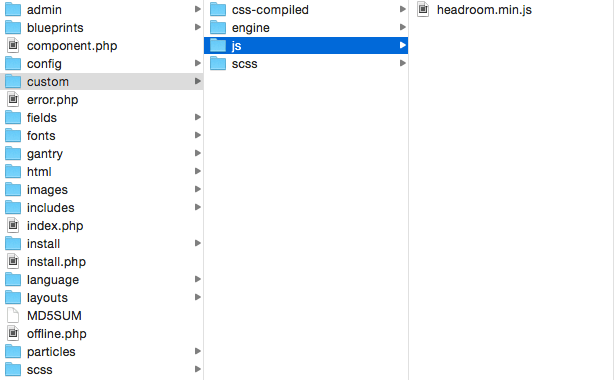 admin
blueprints
component.php
config
custom
error.php
fields
fonts
gantry
html
images
includes
index.php
install
install.php
language
layouts
MD5SUM
offline.php
particles
scss
css-compiled
engine
js
scss
headroom.min.js